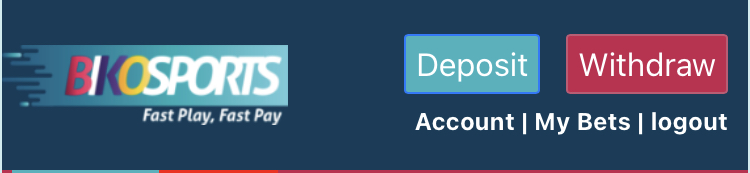 BIKOSPORTS
Fast Play, Fast Pay
Deposit
Withdraw
Account | My Bets | logout